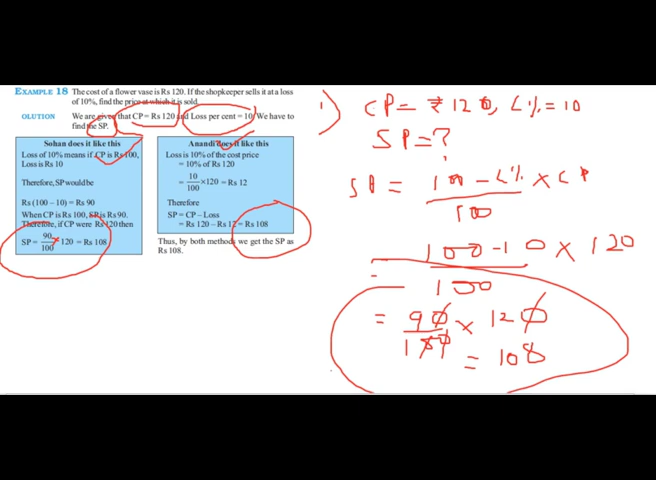 EXAMPLE 18 The cost of a flower vase is Rs 120. If the shopkeeper sells it at a loss
of 10%, find the price at which it is sold.
OLUTION We are given that CP = Rs 120 and Loss per cent = 10. We have to
find the SP.
Sohan does it like this
Loss of 10% means if CP is Rs 100,
Loss is Rs 10
Therefore, SP would be
Rs (100 – 10) = Rs 90
When CP is Rs 100, SP is Rs 90.
Therefore, if CP were Rs 120 then
SP = 90/100 × 120 = Rs 108
Anandi does it like this
Loss is 10% of the cost price
= 10% of Rs 120
= 10/100 × 120 = Rs 12
Therefore
SP = CP – Loss
= Rs 120 – Rs 12 = Rs 108
Thus, by both methods we get the SP as
Rs 108.
1) CP = ₹ 120, L% = 10
SP = ?
SP = 100 - L% × CP
100
= 100 - 10 × 120
100
= 90 × 120
100
= 108